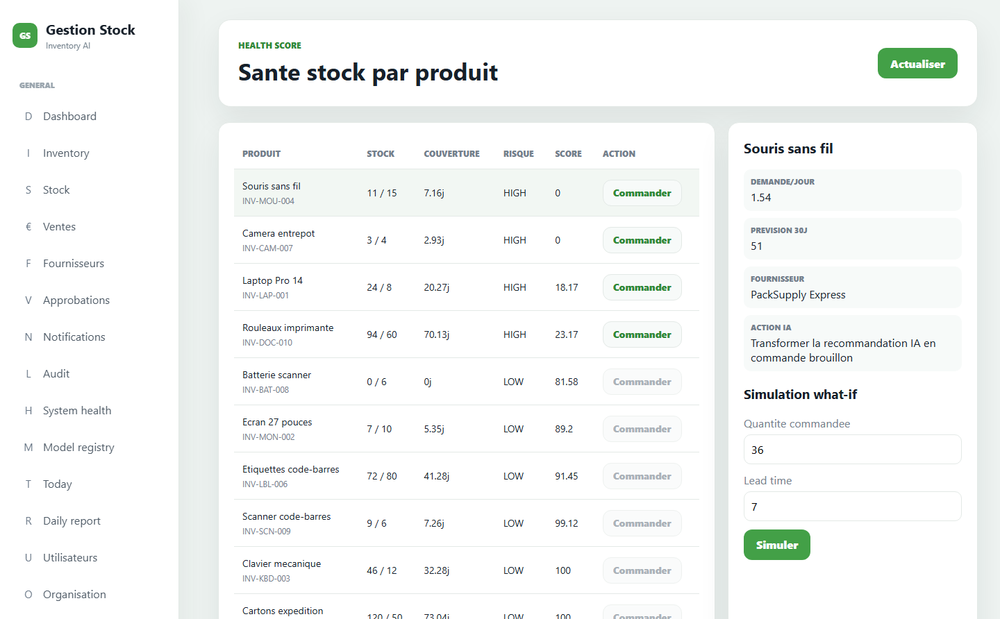 GS
Gestion Stock
Inventory AI
GENERAL
D Dashboard
I Inventory
S Stock
€ Ventes
F Fournisseurs
V Approbations
N Notifications
L Audit
H System health
M Model registry
T Today
R Daily report
U Utilisateurs
O Organisation
HEALTH SCORE
Sante stock par produit
Actualiser
PRODUIT STOCK COUVERTURE RISQUE SCORE ACTION
Souris sans fil
INV-MOU-004
11 / 15 7.16j HIGH 0 Commander
Camera entrepot
INV-CAM-007
3 / 4 2.93j HIGH 0 Commander
Laptop Pro 14
INV-LAP-001
24 / 8 20.27j HIGH 18.17 Commander
Rouleaux imprimante
INV-DOC-010
94 / 60 70.13j HIGH 23.17 Commander
Batterie scanner
INV-BAT-008
0 / 6 0j LOW 81.58 Commander
Ecran 27 pouces
INV-MON-002
7 / 10 5.35j LOW 89.2 Commander
Etiquettes code-barres
INV-LBL-006
72 / 80 41.28j LOW 91.45 Commander
Scanner code-barres
INV-SCN-009
9 / 6 7.26j LOW 99.12 Commander
Clavier mecanique
INV-KBD-003
46 / 12 32.28j LOW 100 Commander
Cartons expedition
120 / 50 73.04j LOW 100 Commander
Souris sans fil
DEMANDE/JOUR
1.54
PREVISION 30J
51
FOURNISSEUR
PackSupply Express
ACTION IA
Transformer la recommandation IA en
commande brouillon
Simulation what-if
Quantite commandee
36
Lead time
7
Simuler